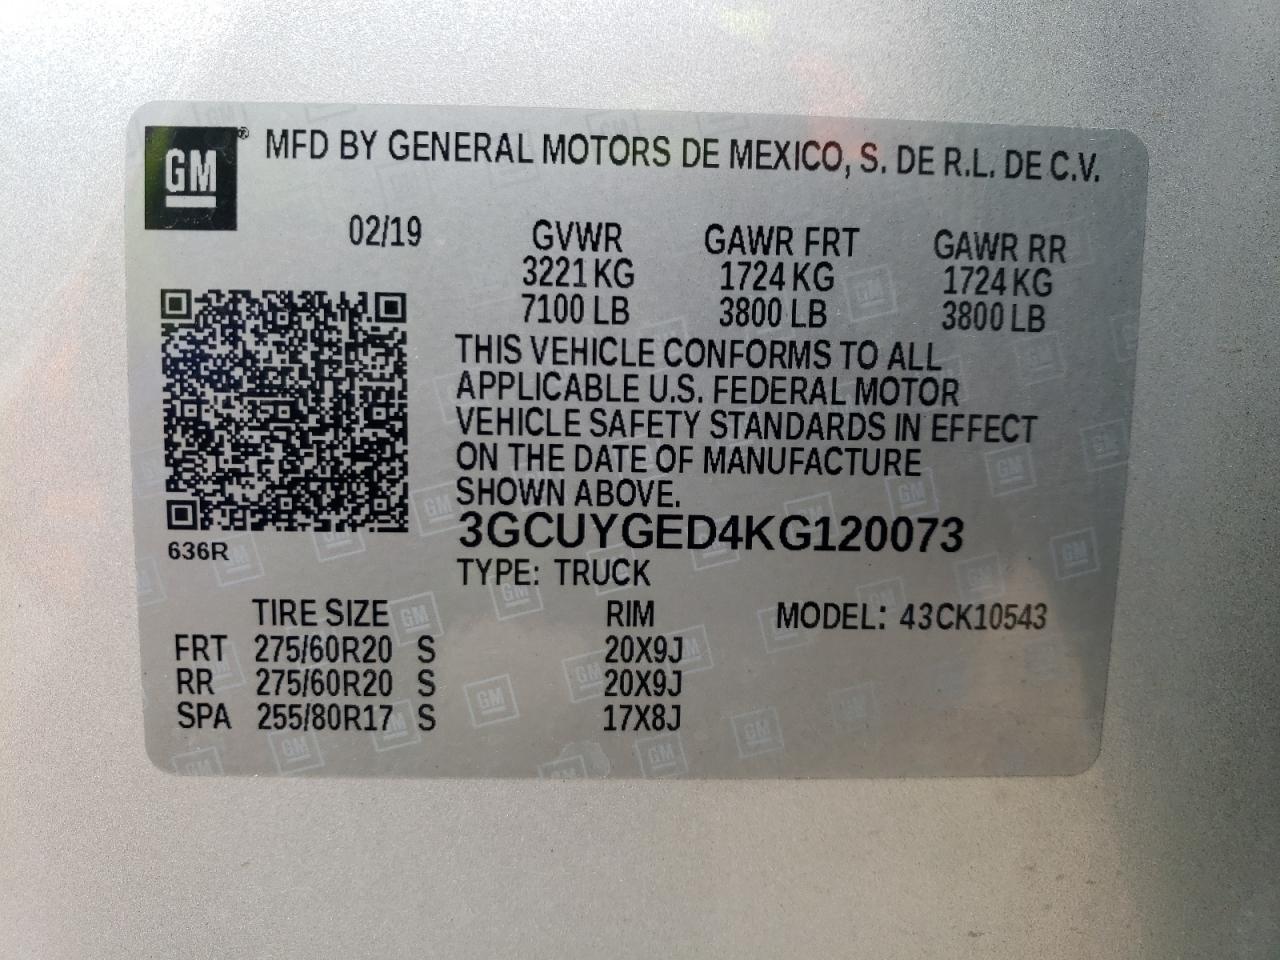 GM® MFD BY GENERAL MOTORS DE MEXICO, S. DE R.L. DE C.V.
02/19 GVWR GAWR FRT GAWR RR
3221 KG 1724 KG 1724 KG
7100 LB 3800 LB 3800 LB
THIS VEHICLE CONFORMS TO ALL
APPLICABLE U.S. FEDERAL MOTOR
VEHICLE SAFETY STANDARDS IN EFFECT
ON THE DATE OF MANUFACTURE
SHOWN ABOVE.
3GCUYGED4KG120073
636R
TYPE: TRUCK
TIRE SIZE RIM MODEL: 43CK10543
FRT 275/60R20 S 20X9J
RR 275/60R20 S 20X9J
SPA 255/80R17 S 17X8J